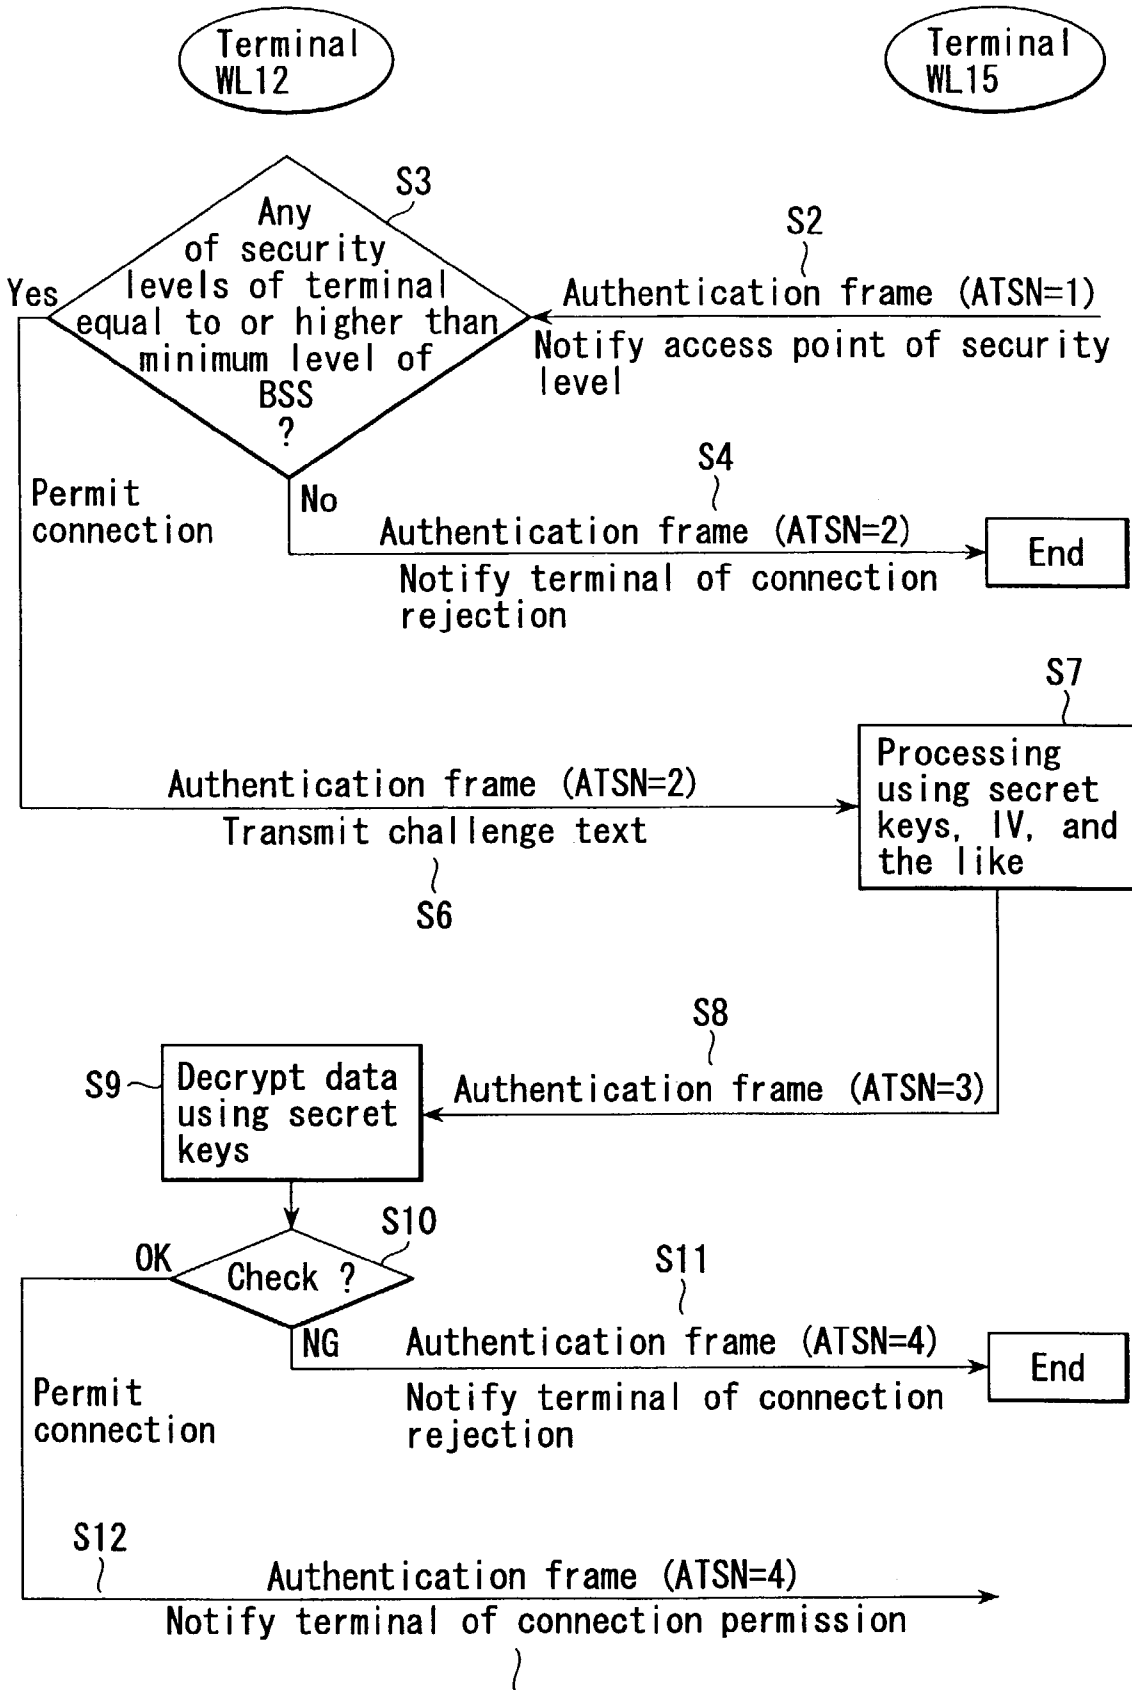 Terminal
WL12
Terminal
WL15
S3
Any
of security
levels of terminal
equal to or higher than
minimum level of
BSS
?
Yes
S2
Authentication frame (ATSN=1)
Notify access point of security
level
Permit
connection
No
S4
Authentication frame (ATSN=2)
Notify terminal of connection
rejection
End
S7
Processing
using secret
keys, IV, and
the like
Authentication frame (ATSN=2)
Transmit challenge text
S6
S8
Authentication frame (ATSN=3)
S9
Decrypt data
using secret
keys
S10
Check ?
OK
NG
S11
Authentication frame (ATSN=4)
Notify terminal of connection
rejection
End
Permit
connection
S12
Authentication frame (ATSN=4)
Notify terminal of connection permission